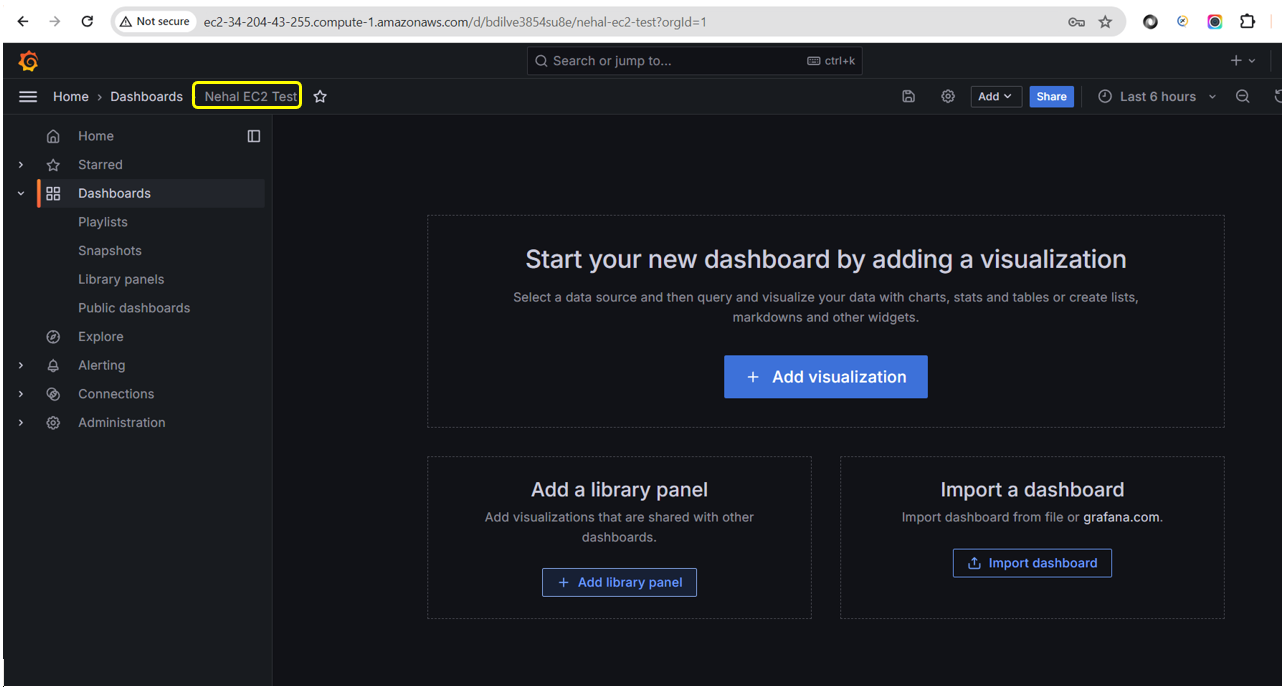 Not secure
ec2-34-204-43-255.compute-1.amazonaws.com/d/bdilve3854su8e/nehal-ec2-test?orgId=1
Search or jump to...
ctrl+k
Home › Dashboards
Nehal EC2 Test
Add
Share
Last 6 hours
Home
Starred
Dashboards
Playlists
Snapshots
Library panels
Public dashboards
Explore
Alerting
Connections
Administration
Start your new dashboard by adding a visualization
Select a data source and then query and visualize your data with charts, stats and tables or create lists,
markdowns and other widgets.
+ Add visualization
Add a library panel
Add visualizations that are shared with other
dashboards.
+ Add library panel
Import a dashboard
Import dashboard from file or grafana.com.
Import dashboard